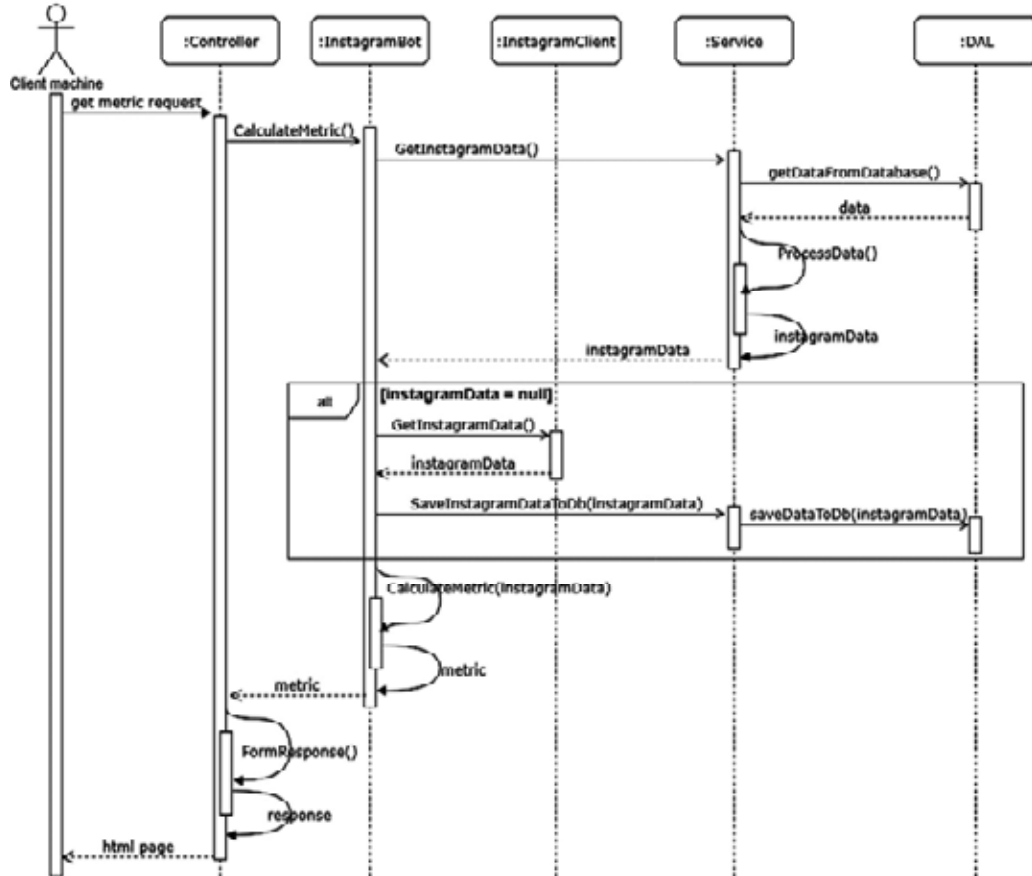 :Controller
:InstagramBot
:InstagramClient
:Service
:DAL
Client machine
get metric request
CalculateMetric()
GetInstagramData()
getDataFromDatabase()
data
ProcessData()
instagramData
instagramData
alt
[instagramData = null]
GetInstagramData()
instagramData
SaveInstagramDataToDb(instagramData)
saveDataToDb(instagramData)
CalculateMetric(instagramData)
metric
metric
FormResponse()
response
html page